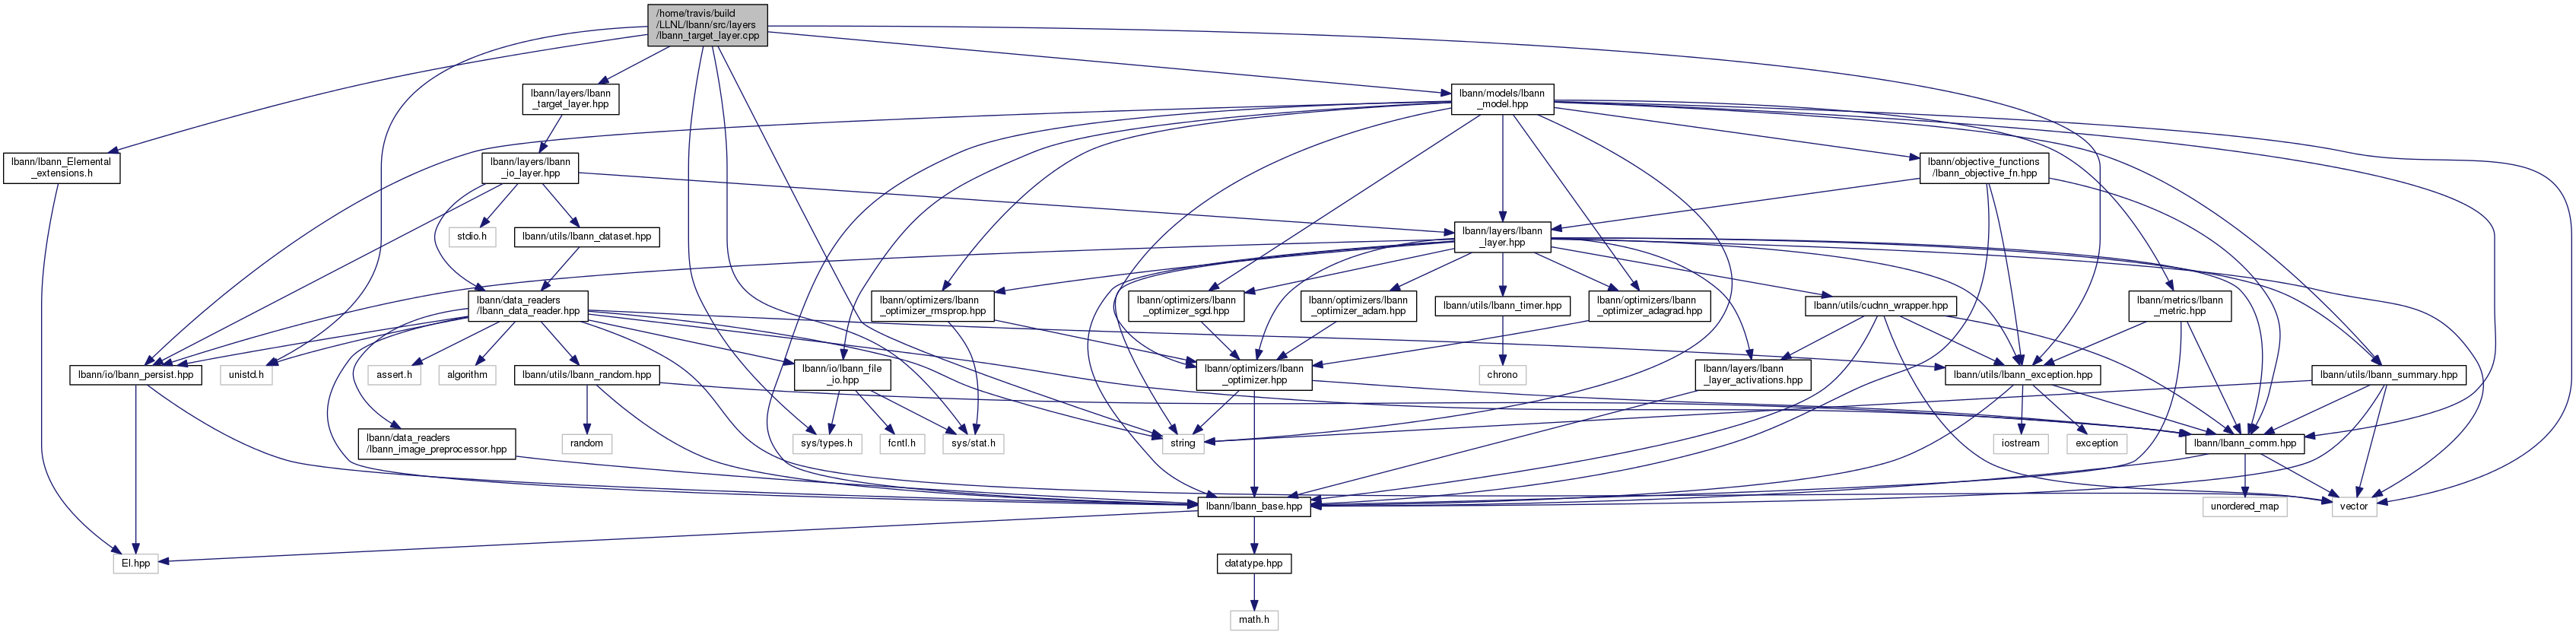 /home/travis/build
/LLNL/lbann/src/layers
/lbann_target_layer.cpp
lbann/layers/lbann
_target_layer.hpp
lbann/models/lbann
_model.hpp
lbann/lbann_Elemental
_extensions.h
lbann/layers/lbann
_io_layer.hpp
lbann/objective_functions
/lbann_objective_fn.hpp
stdio.h
lbann/utils/lbann_dataset.hpp
lbann/layers/lbann
_layer.hpp
lbann/data_readers
/lbann_data_reader.hpp
lbann/optimizers/lbann
_optimizer_rmsprop.hpp
lbann/optimizers/lbann
_optimizer_sgd.hpp
lbann/optimizers/lbann
_optimizer_adam.hpp
lbann/utils/lbann_timer.hpp
lbann/optimizers/lbann
_optimizer_adagrad.hpp
lbann/utils/cudnn_wrapper.hpp
lbann/metrics/lbann
_metric.hpp
lbann/io/lbann_persist.hpp
unistd.h
assert.h
algorithm
lbann/utils/lbann_random.hpp
lbann/io/lbann_file
_io.hpp
lbann/optimizers/lbann
_optimizer.hpp
chrono
lbann/layers/lbann
_layer_activations.hpp
lbann/utils/lbann_exception.hpp
lbann/utils/lbann_summary.hpp
lbann/data_readers
/lbann_image_preprocessor.hpp
random
sys/types.h
fcntl.h
sys/stat.h
string
iostream
exception
lbann/lbann_comm.hpp
lbann/lbann_base.hpp
unordered_map
vector
El.hpp
datatype.hpp
math.h